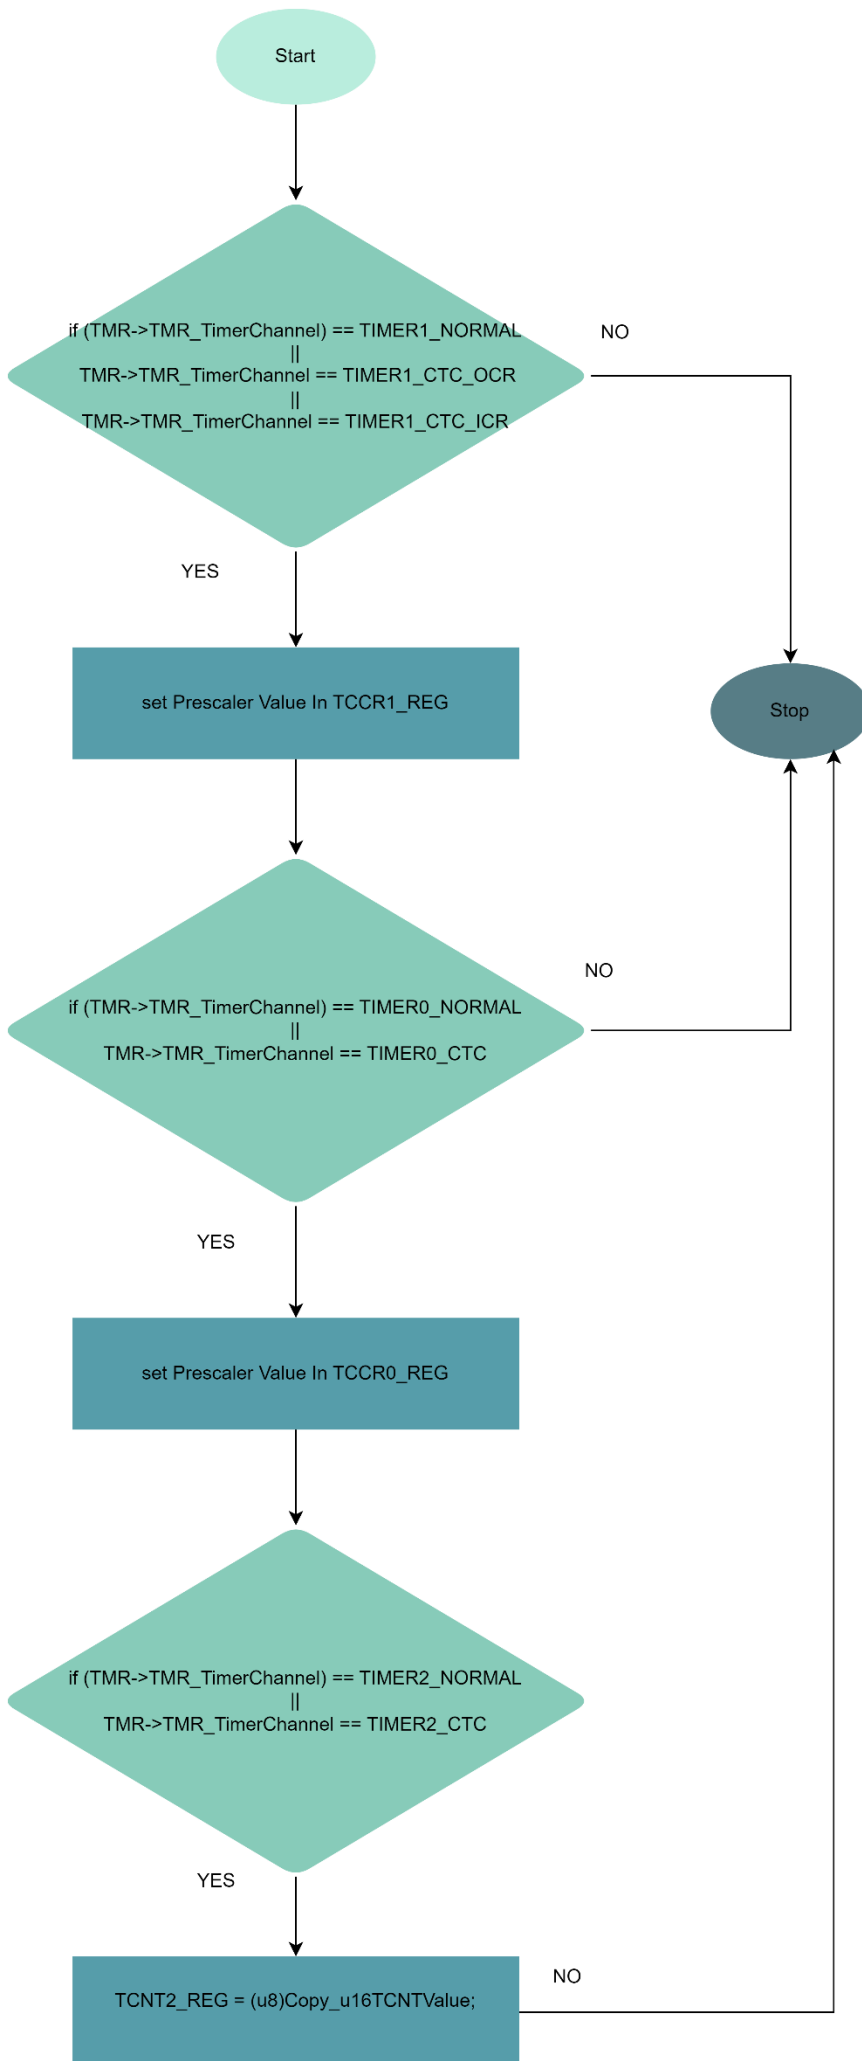 Start
if (TMR->TMR_TimerChannel) == TIMER1_NORMAL
||
TMR->TMR_TimerChannel == TIMER1_CTC_OCR
||
TMR->TMR_TimerChannel == TIMER1_CTC_ICR
NO
YES
set Prescaler Value In TCCR1_REG
Stop
if (TMR->TMR_TimerChannel) == TIMER0_NORMAL
||
TMR->TMR_TimerChannel == TIMER0_CTC
NO
YES
set Prescaler Value In TCCR0_REG
if (TMR->TMR_TimerChannel) == TIMER2_NORMAL
||
TMR->TMR_TimerChannel == TIMER2_CTC
YES
TCNT2_REG = (u8)Copy_u16TCNTValue;
NO